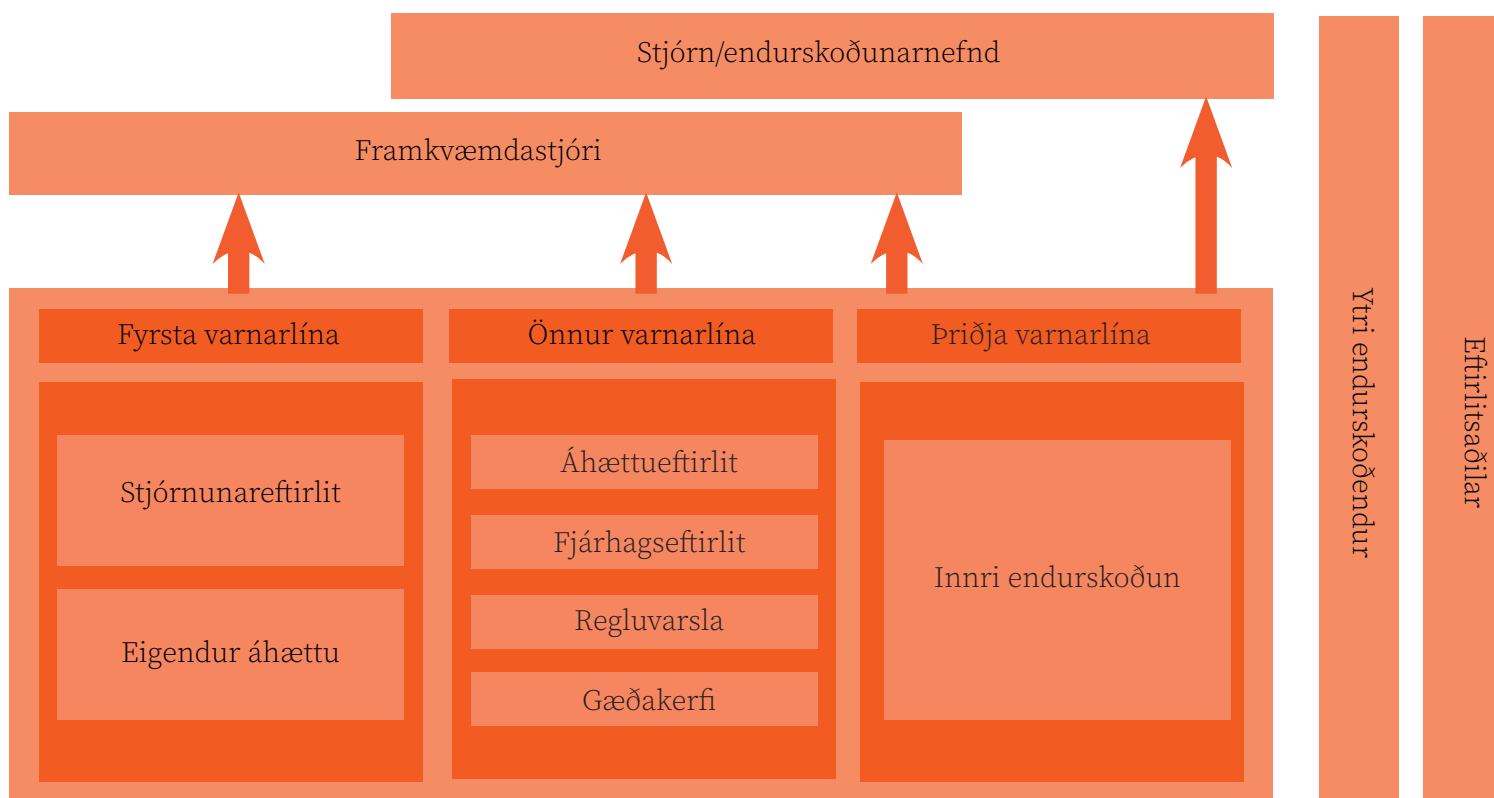 Stjórn/endurskoðunarnefnd
Framkvæmdastjóri
Fyrsta varnarlína
Önnur varnarlína
Þriðja varnarlína
Stjórnunareftirlit
Eigendur áhættu
Áhættueftirlit
Fjárhagseftirlit
Regluvarsla
Gæðakerfi
Innri endurskoðun
Ytri endurskoðendur
Eftirlitsaðilar